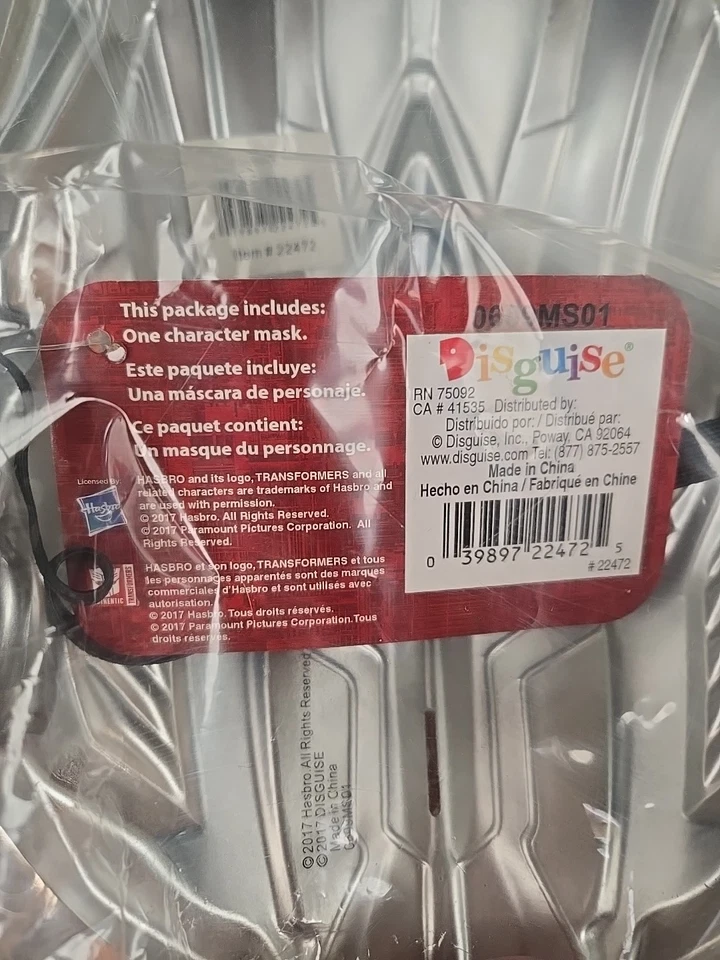 Item # 22472
This package includes:
One character mask.
Este paquete incluye:
Una máscara de personaje.
Ce paquet contient:
Un masque du personnage.
Licensed By:
Hasbro
HASBRO and its logo, TRANSFORMERS and all
related characters are trademarks of Hasbro and
are used with permission.
© 2017 Hasbro. All Rights Reserved.
© 2017 Paramount Pictures Corporation. All
Rights Reserved.
HASBRO et son logo, TRANSFORMERS et tous
les personnages apparentés sont des marques
commerciales d'Hasbro et sont utilisés avec
autorisation.
© 2017 Hasbro. Tous droits réservés.
© 2017 Paramount Pictures Corporation.Tous
droits réservés.
TRANSFORMERS
MS01
Disguise®
RN 75092
CA # 41535 Distributed by:
Distribuido por: / Distribué par:
© Disguise, Inc., Poway, CA 92064
www.disguise.com Tel: (877) 875-2557
Made in China
Hecho en China / Fabriqué en Chine
0 39897 22472 5
# 22472
© 2017 Hasbro All Rights Reserved
© 2017 DISGUISE
Made in China